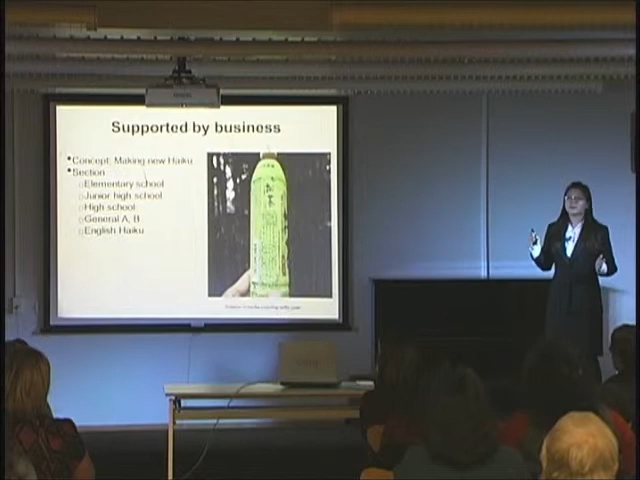 Supported by business
•Concept: Making new Haiku
•Section
▫Elementary school
▫Junior high school
▫High school
▫General A, B
▫English Haiku